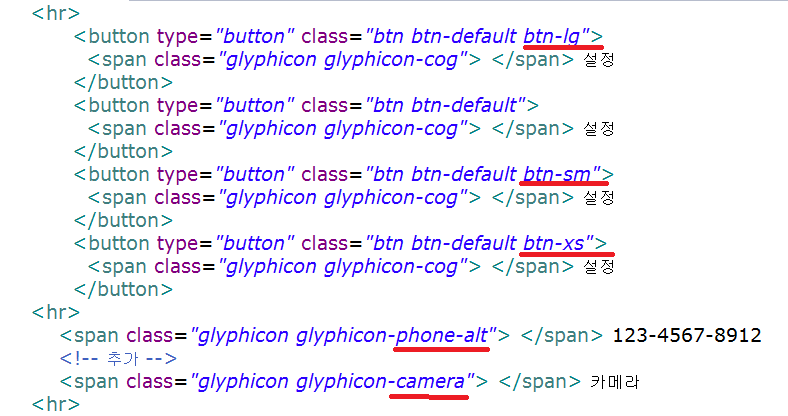 <hr>
<button type="button" class="btn btn-default btn-lg">
<span class="glyphicon glyphicon-cog"> </span> 설정
</button>
<button type="button" class="btn btn-default">
<span class="glyphicon glyphicon-cog"> </span> 설정
</button>
<button type="button" class="btn btn-default btn-sm">
<span class="glyphicon glyphicon-cog"> </span> 설정
</button>
<button type="button" class="btn btn-default btn-xs">
<span class="glyphicon glyphicon-cog"> </span> 설정
</button>
<hr>
<span class="glyphicon glyphicon-phone-alt"> </span> 123-4567-8912
<!-- 추가 -->
<span class="glyphicon glyphicon-camera"> </span> 카메라
<hr>